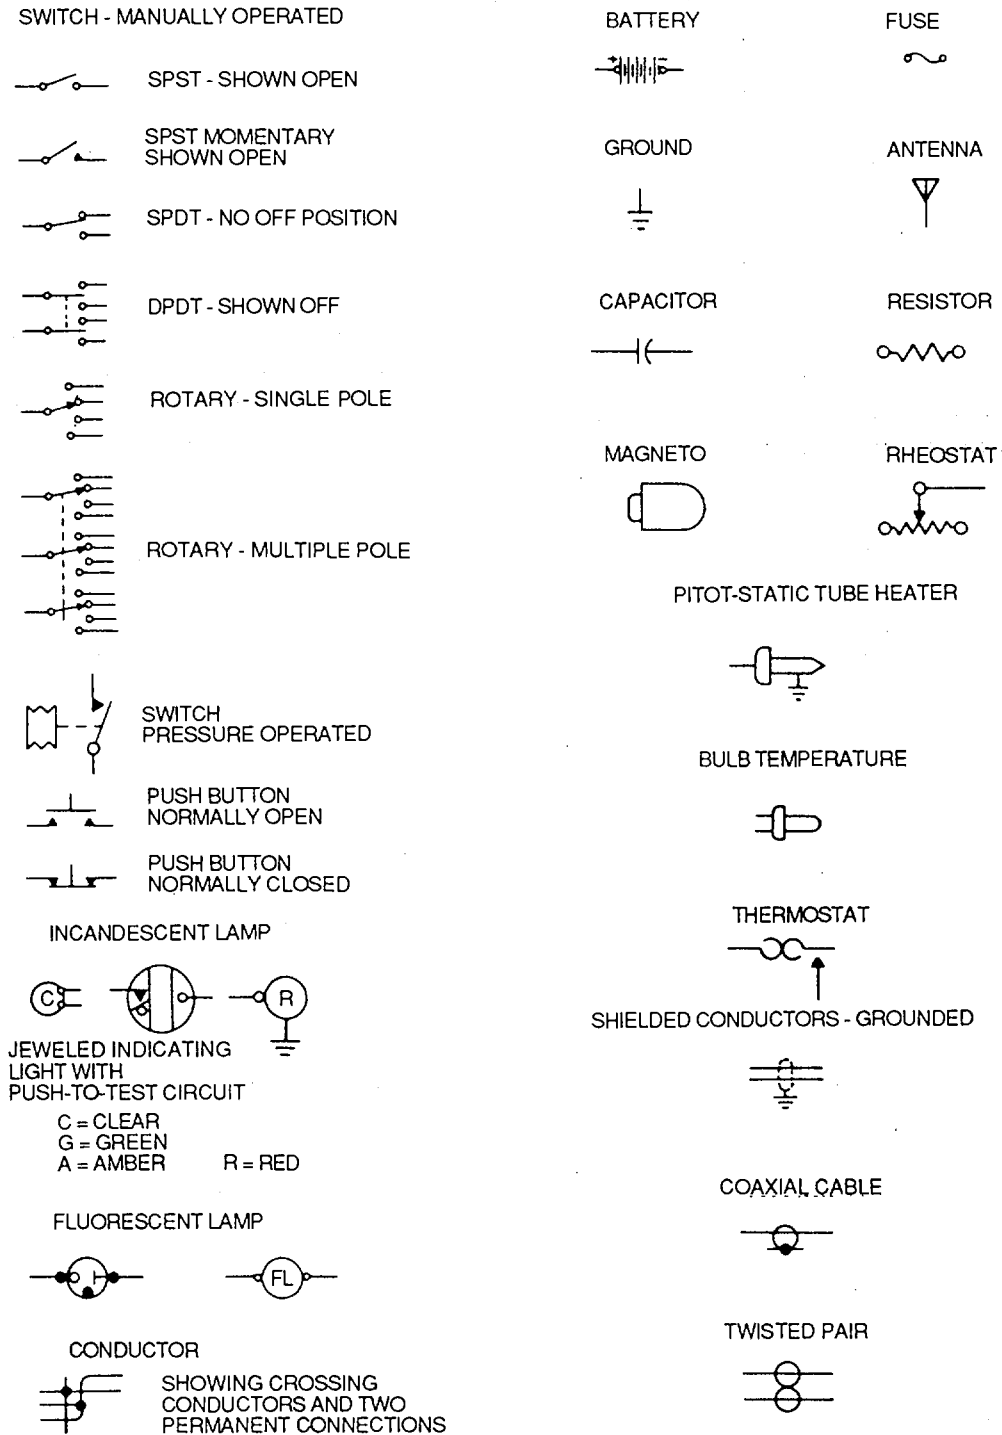 SWITCH - MANUALLY OPERATED
SPST - SHOWN OPEN
SPST MOMENTARY
SHOWN OPEN
SPDT - NO OFF POSITION
DPDT - SHOWN OFF
ROTARY - SINGLE POLE
ROTARY - MULTIPLE POLE
SWITCH
PRESSURE OPERATED
PUSH BUTTON
NORMALLY OPEN
PUSH BUTTON
NORMALLY CLOSED
INCANDESCENT LAMP
C
R
JEWELED INDICATING
LIGHT WITH
PUSH-TO-TEST CIRCUIT
C = CLEAR
G = GREEN
A = AMBER R = RED
FLUORESCENT LAMP
FL
CONDUCTOR
SHOWING CROSSING
CONDUCTORS AND TWO
PERMANENT CONNECTIONS
BATTERY
+ -
FUSE
GROUND
ANTENNA
CAPACITOR
RESISTOR
MAGNETO
RHEOSTAT
PITOT-STATIC TUBE HEATER
BULB TEMPERATURE
THERMOSTAT
SHIELDED CONDUCTORS - GROUNDED
COAXIAL CABLE
TWISTED PAIR